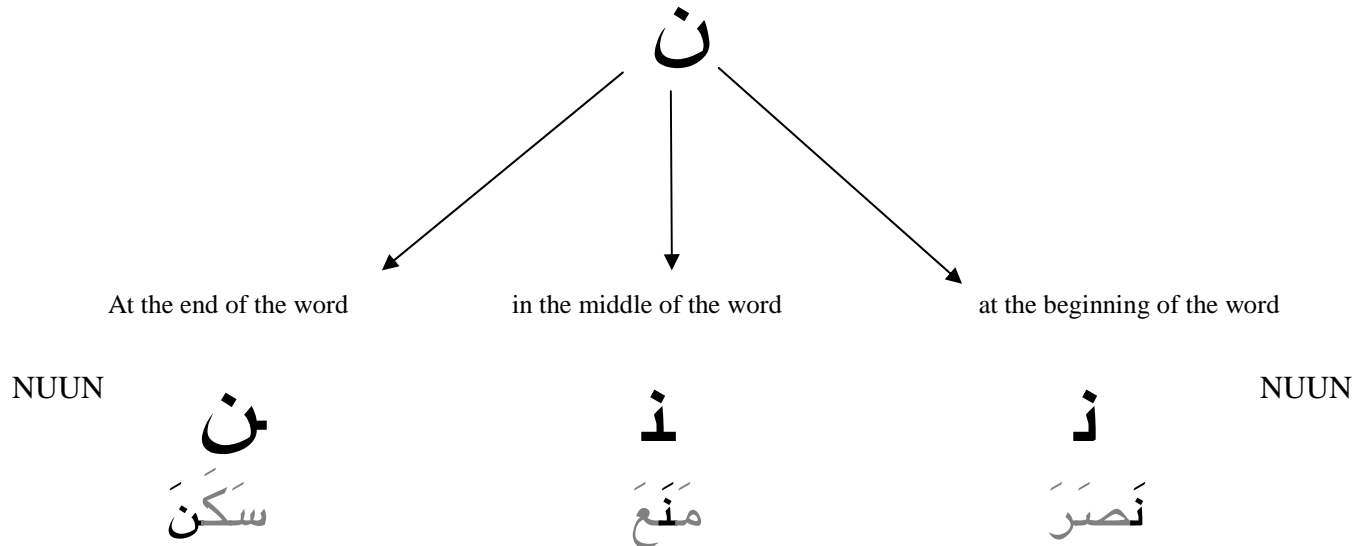 ن
At the end of the word in the middle of the word at the beginning of the word
NUUN ـن ـنـ نـ NUUN
سَكَنَ مَنَعَ نَصَرَ